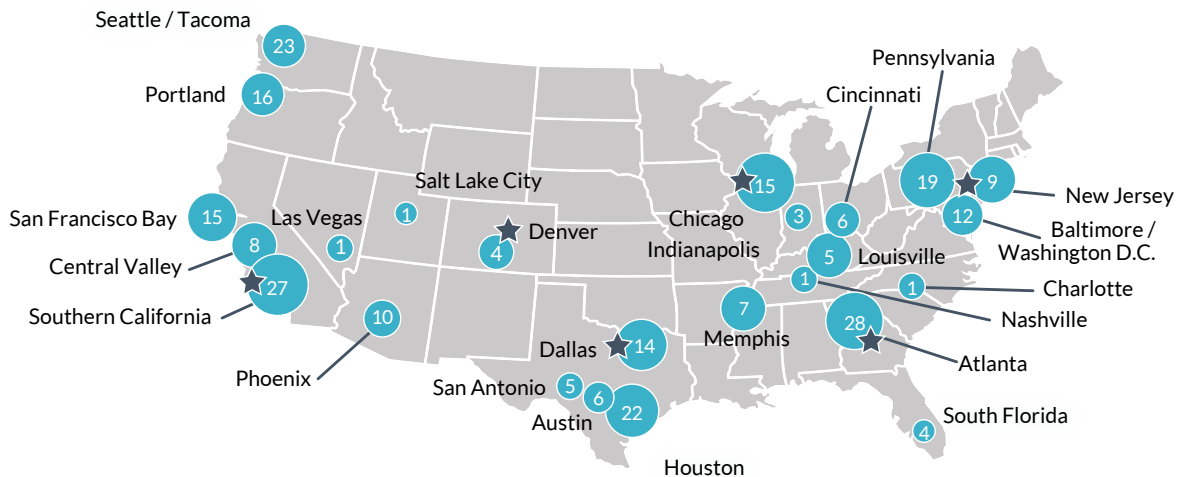 Seattle / Tacoma
23
Pennsylvania
Cincinnati
Portland
16
Salt Lake City
15
19
9
New Jersey
San Francisco Bay
15
Las Vegas
1
Chicago
3
6
12
Baltimore /
Washington D.C.
Denver
Indianapolis
8
1
4
5
Louisville
Central Valley
27
1
1
Charlotte
Southern California
10
7
28
Nashville
Memphis
Dallas
14
Atlanta
Phoenix
San Antonio
5
6
22
Austin
South Florida
4
Houston